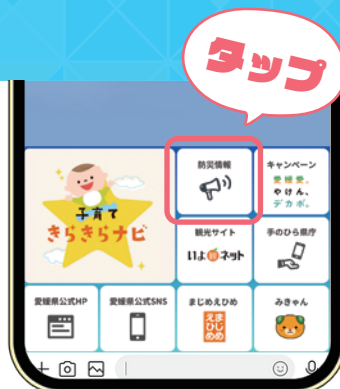 タップ
防災情報
キャンペーン
愛媛愛、
やけん、
デカボ。
子育て
きらきらナビ
観光サイト
いよ観ネット
手のひら県庁
愛媛県公式HP
愛媛県公式SNS
まじめえひめ
まじ
えひめ
みきゃん